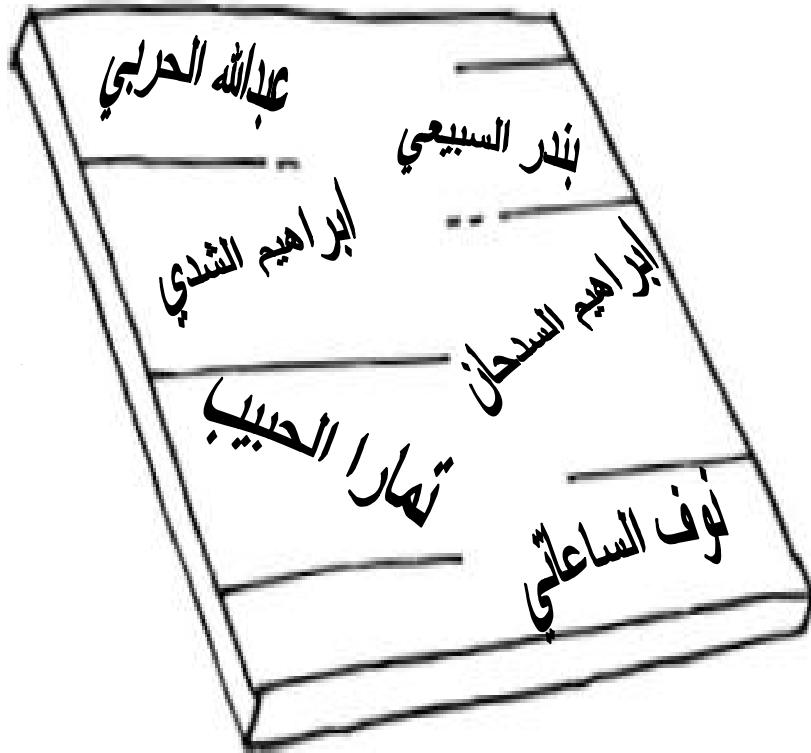 عبدالله الحربي
بندر السبيعي
ابراهيم الشدي
ابراهيم السدحان
تمارا الحبيب
نوف الساعاتي